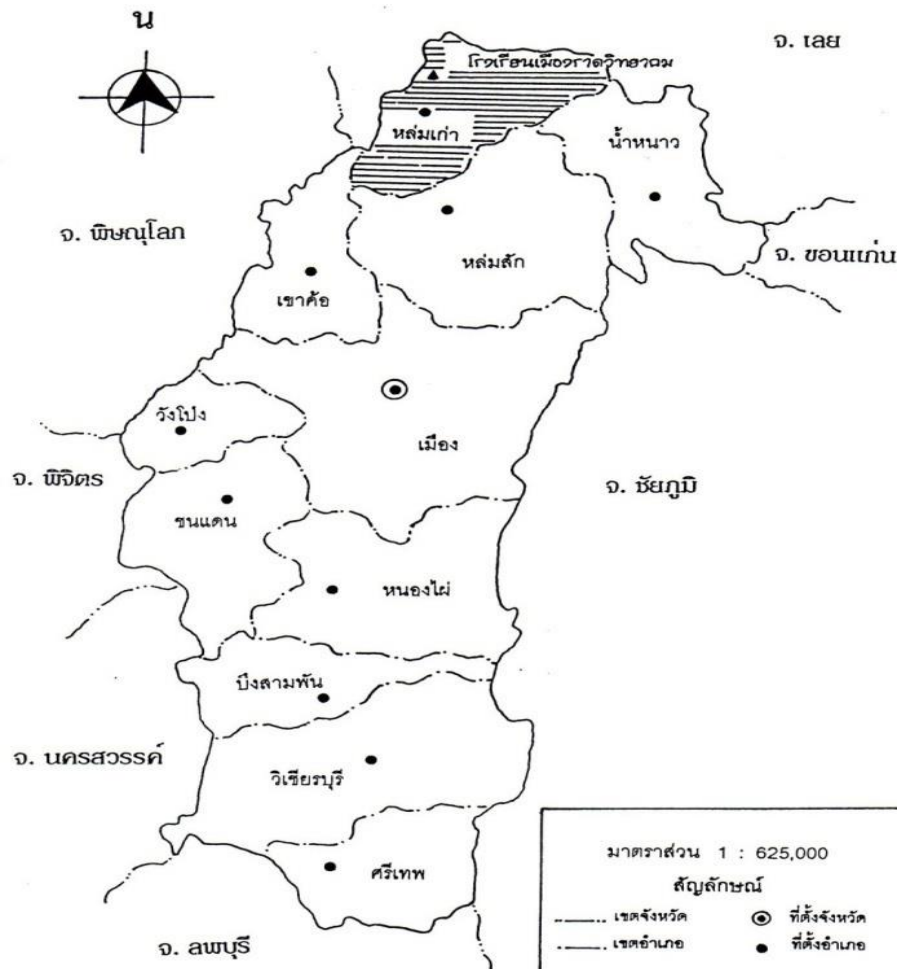 น
จ. เลย
โรงเรียนเมืองราดวิทยาคม
หล่มเก่า
น้ำหนาว
จ. พิษณุโลก
จ. ขอนแก่น
หล่มสัก
เขาค้อ
วังโป่ง
เมือง
จ. พิจิตร
จ. ชัยภูมิ
ชนแดน
หนองไผ่
บึงสามพัน
จ. นครสวรรค์
วิเชียรบุรี
ศรีเทพ
จ. ลพบุรี
มาตราส่วน 1 : 625,000
สัญลักษณ์
เขตจังหวัด ที่ตั้งจังหวัด
เขตอำเภอ ที่ตั้งอำเภอ